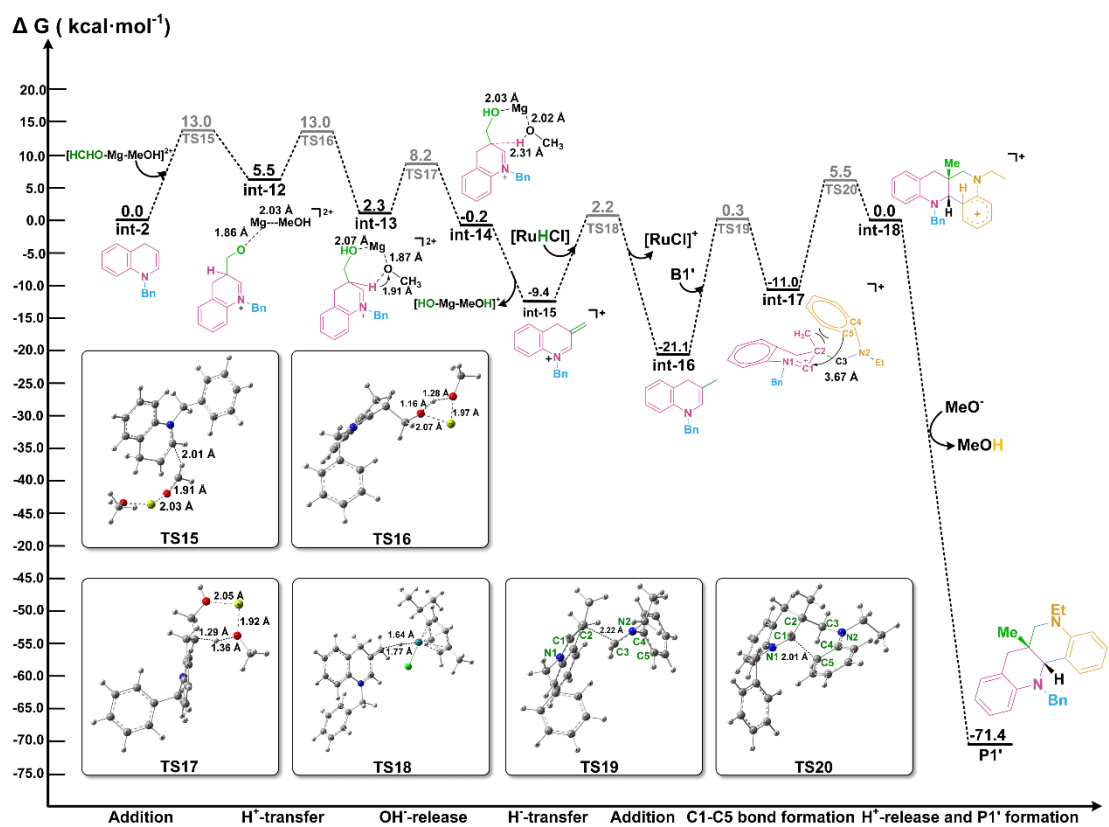 Δ G ( kcal·mol⁻¹)
20.0
15.0
10.0
5.0
0.0
-5.0
-10.0
-15.0
-20.0
-25.0
-30.0
-35.0
-40.0
-45.0
-50.0
-55.0
-60.0
-65.0
-70.0
-75.0
[HCHO-Mg-MeOH]²⁺
0.0
int-2
N
Bn
13.0
TS15
5.5
int-12
2.03 Å
Mg---MeOH
⌉²⁺
1.86 Å
O
H
N
+
Bn
13.0
TS16
2.3
int-13
2.07 Å
HO
Mg
⌉²⁺
1.87 Å
O
CH₃
H
1.91 Å
N
+
Bn
8.2
TS17
2.03 Å
HO
Mg
2.02 Å
O
CH₃
H
2.31 Å
N
+
Bn
-0.2
int-14
[HO-Mg-MeOH]⁺
[RuHCl]
-9.4
int-15
⌉⁺
+
N
Bn
2.2
TS18
[RuCl]⁺
-21.1
int-16
N
Bn
B1'
0.3
TS19
-11.0
int-17
⌉⁺
H₃C
C4
C5
C2
N2
N1
+
C1
C3
Et
Bn
3.67 Å
5.5
TS20
0.0
int-18
⌉⁺
Me
N
H
N
H
Bn
+
MeO⁻
MeOH
-71.4
P1'
Et
N
Me
H
N
Bn
2.01 Å
1.91 Å
2.03 Å
TS15
1.28 Å
1.16 Å
1.97 Å
2.07 Å
TS16
2.05 Å
1.92 Å
1.29 Å
1.36 Å
TS17
1.64 Å
1.77 Å
TS18
N2
C1
C2
2.22 Å
N1
C4
C3
C5
TS19
C2
C3
C1
N2
N1
C4
2.01 Å
C5
TS20
Addition
H⁺-transfer
OH⁻-release
H⁻-transfer
Addition
C1-C5 bond formation
H⁺-release and P1' formation